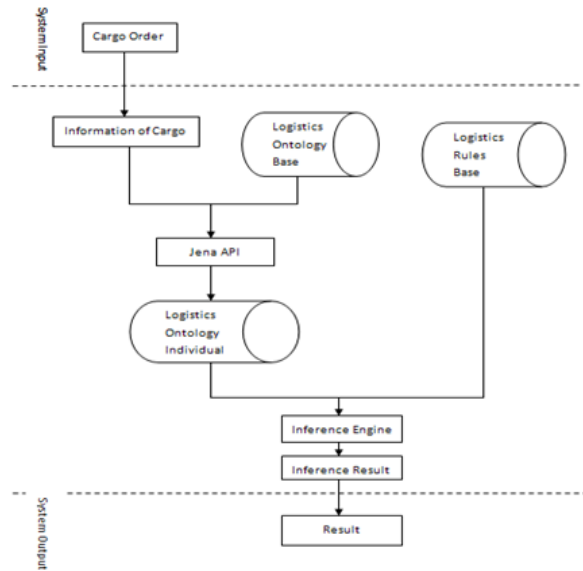 System Input
Cargo Order
Information of Cargo
Logistics
Ontology
Base
Logistics
Rules
Base
Jena API
Logistics
Ontology
Individual
Inference Engine
Inference Result
System Output
Result